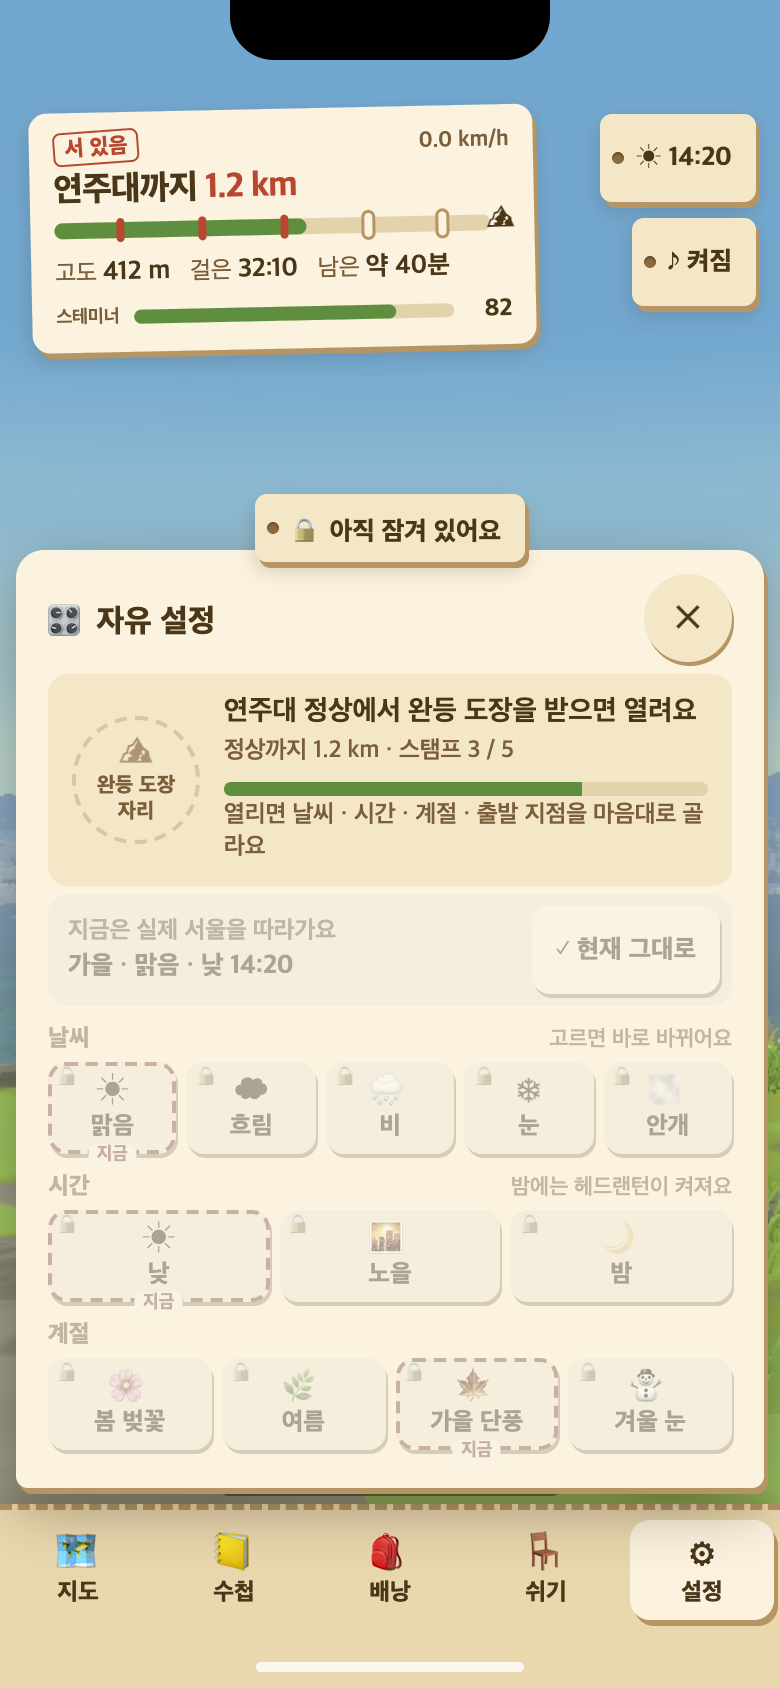 서 있음
0.0 km/h
연주대까지 1.2 km
고도 412 m 걸은 32:10 남은 약 40분
스테미너 82
14:20
♪ 켜짐
아직 잠겨 있어요
자유 설정
완등 도장
자리
연주대 정상에서 완등 도장을 받으면 열려요
정상까지 1.2 km · 스탬프 3 / 5
열리면 날씨 · 시간 · 계절 · 출발 지점을 마음대로 골
라요
지금은 실제 서울을 따라가요
가을 · 맑음 · 낮 14:20
✓ 현재 그대로
날씨
고르면 바로 바뀌어요
맑음
지금
흐림
비
눈
안개
시간
밤에는 헤드랜턴이 켜져요
낮
지금
노을
밤
계절
봄 벚꽃
여름
가을 단풍
지금
겨울 눈
지도
수첩
배낭
쉬기
설정